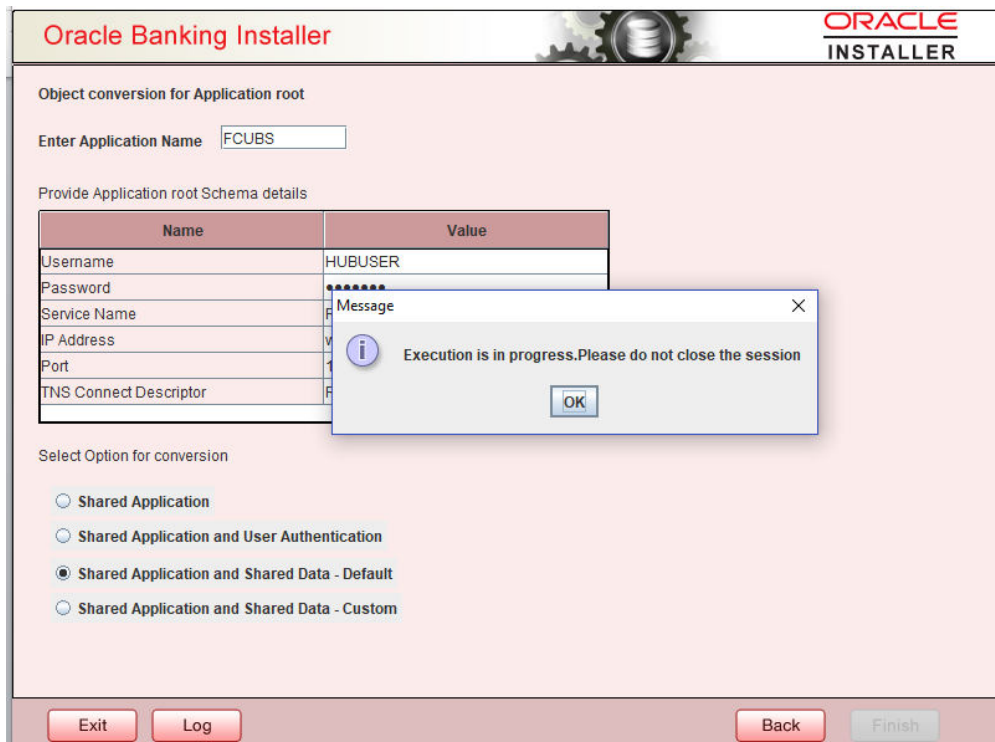 Oracle Banking Installer
ORACLE
INSTALLER
Object conversion for Application root
Enter Application Name FCUBS
Provide Application root Schema details
Name Value
Username HUBUSER
Password •••••••
Message
Service Name
IP Address
Execution is in progress.Please do not close the session
Port
TNS Connect Descriptor
OK
Select Option for conversion
Shared Application
Shared Application and User Authentication
Shared Application and Shared Data - Default
Shared Application and Shared Data - Custom
Exit Log Back Finish